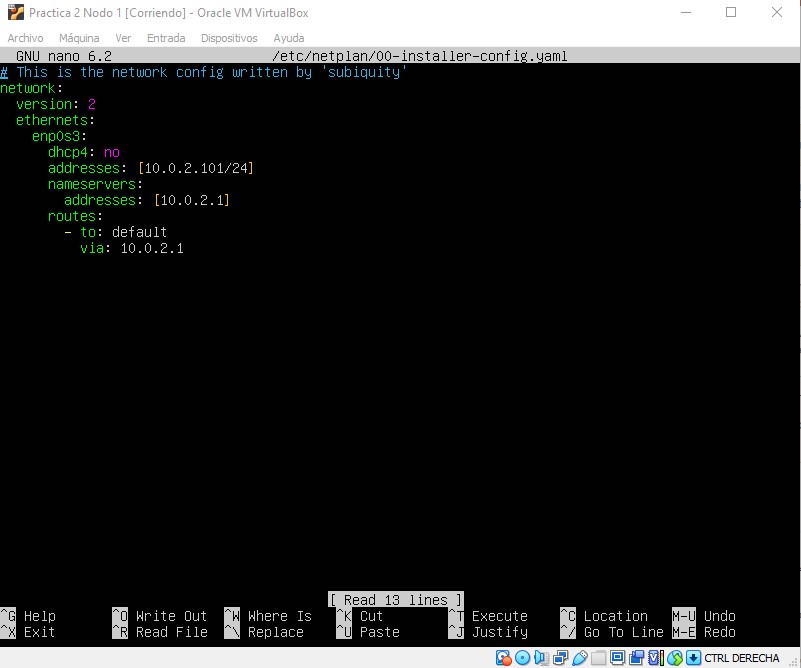 Practica 2 Nodo 1 [Corriendo] - Oracle VM VirtualBox
Archivo Máquina Ver Entrada Dispositivos Ayuda
GNU nano 6.2 /etc/netplan/00-installer-config.yaml
# This is the network config written by 'subiquity'
network:
  version: 2
  ethernets:
    enp0s3:
      dhcp4: no
      addresses: [10.0.2.101/24]
      nameservers:
        addresses: [10.0.2.1]
      routes:
        - to: default
          via: 10.0.2.1
[ Read 13 lines ]
^G Help ^O Write Out ^W Where Is ^K Cut ^T Execute ^C Location M-U Undo
^X Exit ^R Read File ^\ Replace ^U Paste ^J Justify ^/ Go To Line M-E Redo
CTRL DERECHA